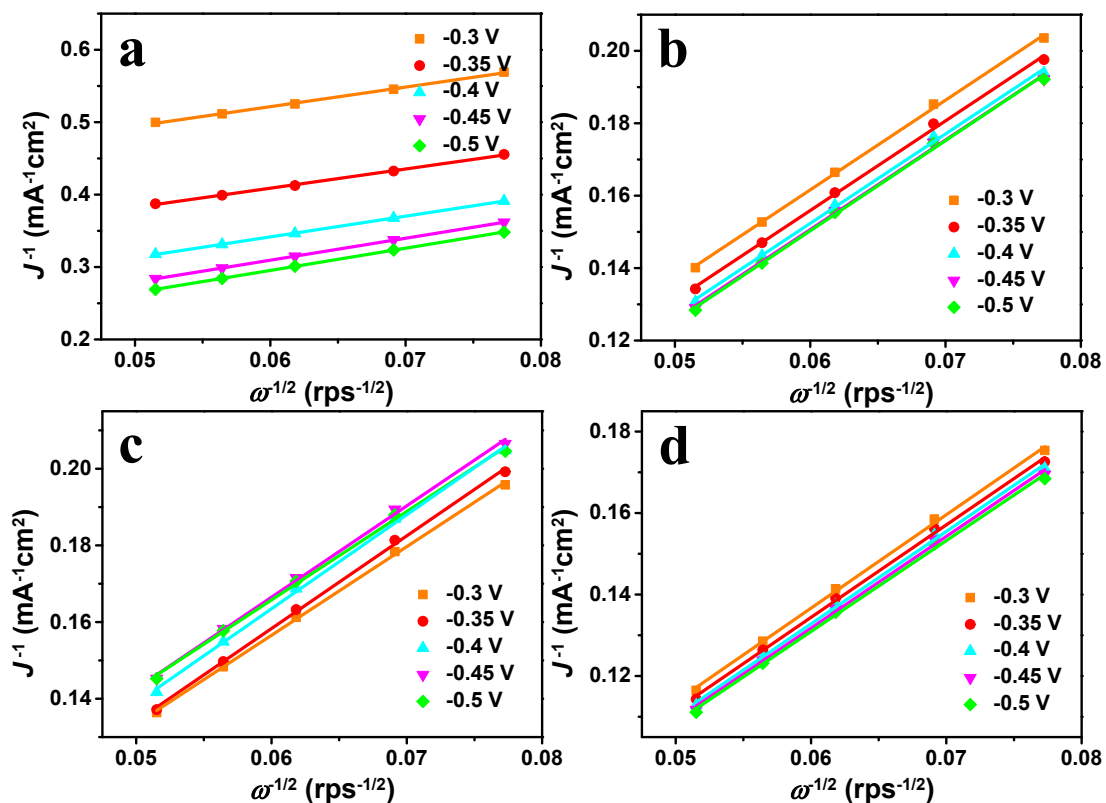 a
-0.3 V
-0.35 V
-0.4 V
-0.45 V
-0.5 V
0.6
0.5
0.4
0.3
0.2
J⁻¹ (mA⁻¹cm²)
0.05 0.06 0.07 0.08
ω⁻¹/² (rps⁻¹/²)
b
0.20
0.18
0.16
0.14
0.12
J⁻¹ (mA⁻¹cm²)
-0.3 V
-0.35 V
-0.4 V
-0.45 V
-0.5 V
0.05 0.06 0.07 0.08
ω⁻¹/² (rps⁻¹/²)
c
0.20
0.18
0.16
0.14
J⁻¹ (mA⁻¹cm²)
-0.3 V
-0.35 V
-0.4 V
-0.45 V
-0.5 V
0.05 0.06 0.07 0.08
ω⁻¹/² (rps⁻¹/²)
d
0.18
0.16
0.14
0.12
J⁻¹ (mA⁻¹cm²)
-0.3 V
-0.35 V
-0.4 V
-0.45 V
-0.5 V
0.05 0.06 0.07 0.08
ω⁻¹/² (rps⁻¹/²)